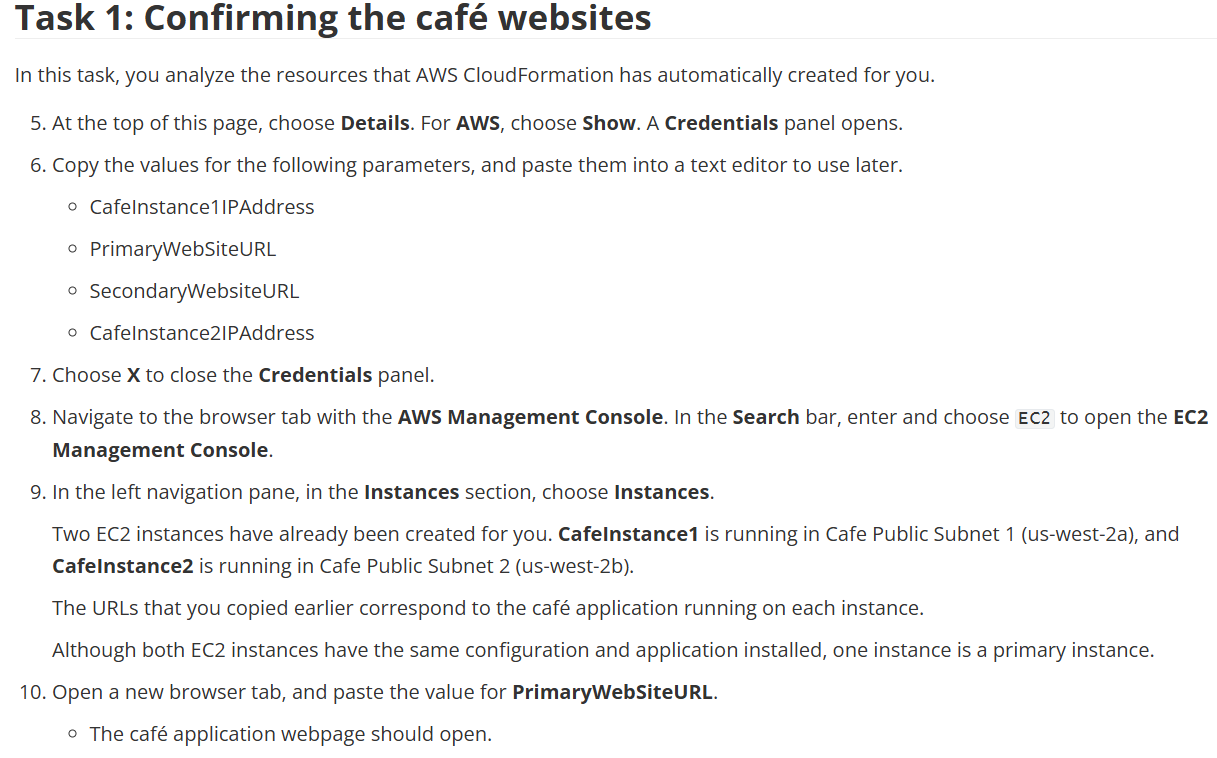 Task 1: Confirming the café websites
In this task, you analyze the resources that AWS CloudFormation has automatically created for you.
5. At the top of this page, choose Details. For AWS, choose Show. A Credentials panel opens.
6. Copy the values for the following parameters, and paste them into a text editor to use later.
◦ CafeInstance1IPAddress
◦ PrimaryWebSiteURL
◦ SecondaryWebsiteURL
◦ CafeInstance2IPAddress
7. Choose X to close the Credentials panel.
8. Navigate to the browser tab with the AWS Management Console. In the Search bar, enter and choose EC2 to open the EC2
Management Console.
9. In the left navigation pane, in the Instances section, choose Instances.
Two EC2 instances have already been created for you. CafeInstance1 is running in Cafe Public Subnet 1 (us-west-2a), and
CafeInstance2 is running in Cafe Public Subnet 2 (us-west-2b).
The URLs that you copied earlier correspond to the café application running on each instance.
Although both EC2 instances have the same configuration and application installed, one instance is a primary instance.
10. Open a new browser tab, and paste the value for PrimaryWebSiteURL.
◦ The café application webpage should open.